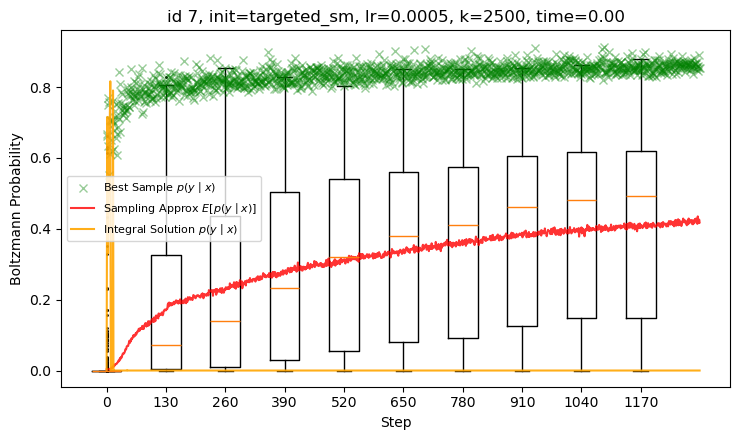 id 7, init=targeted_sm, lr=0.0005, k=2500, time=0.00
Boltzmann Probability
0.8
0.6
0.4
0.2
0.0
Best Sample p(y | x)
Sampling Approx E[p(y | x)]
Integral Solution p(y | x)
0 130 260 390 520 650 780 910 1040 1170
Step